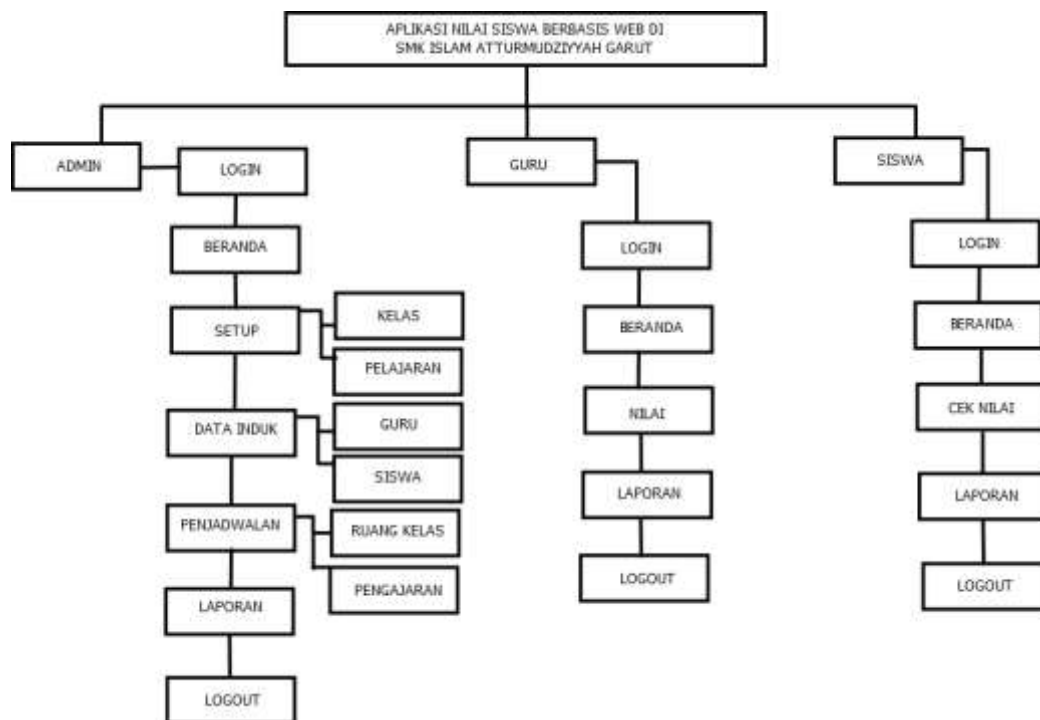 APLIKASI NILAI SISWA BERBASIS WEB DI
SMK ISLAM ATTURMUDZIYYAH GARUT
ADMIN
LOGIN
BERANDA
SETUP
KELAS
PELAJARAN
DATA INDUK
GURU
SISWA
PENJADWALAN
RUANG KELAS
PENGAJARAN
LAPORAN
LOGOUT
GURU
LOGIN
BERANDA
NILAI
LAPORAN
LOGOUT
SISWA
LOGIN
BERANDA
CEK NILAI
LAPORAN
LOGOUT